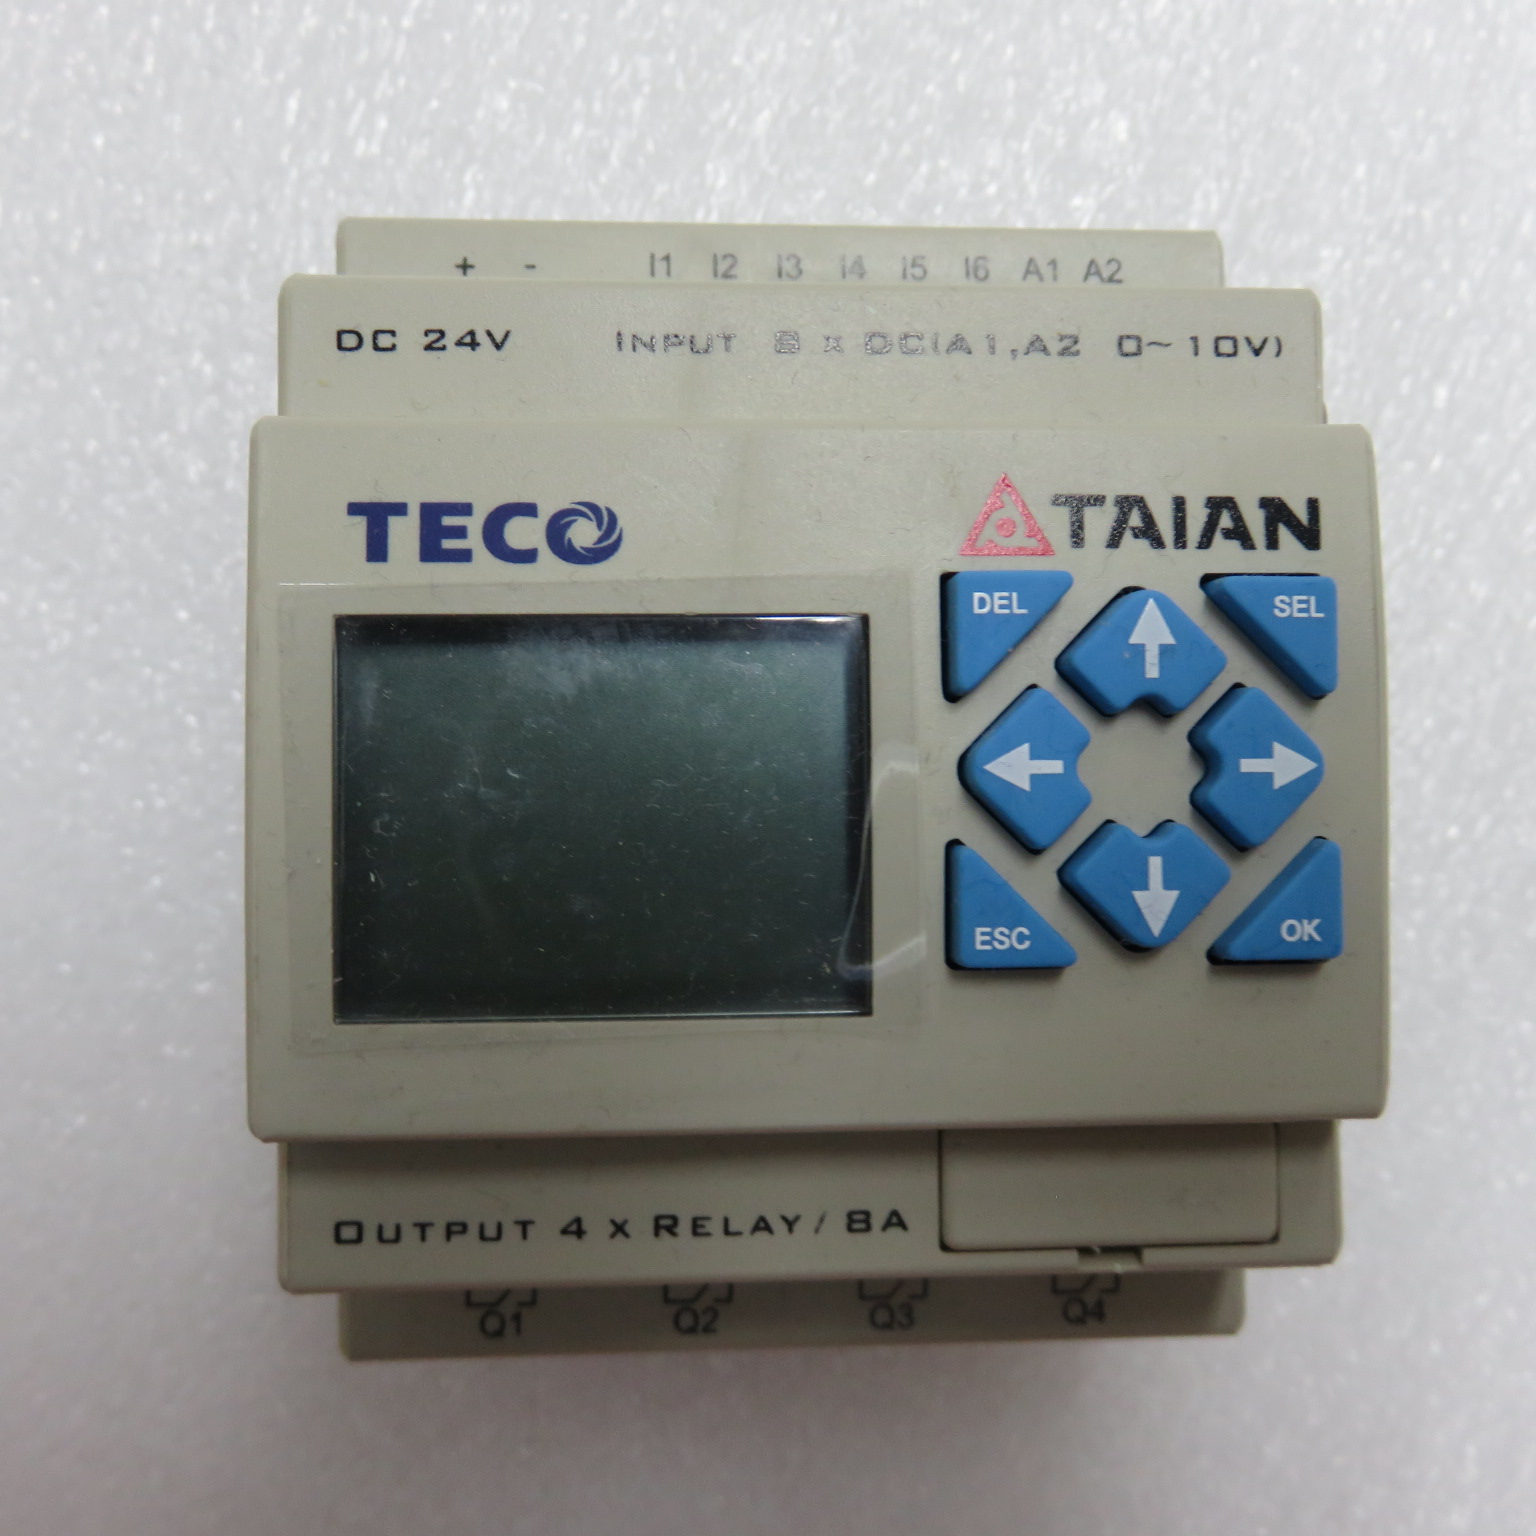 + - I1 I2 I3 I4 I5 I6 A1 A2
DC 24V INPUT 8 x DC(A1,A2 0~10V)
TECO TAIAN
DEL SEL
ESC OK
OUTPUT 4 x RELAY / 8A
Q1 Q2 Q3 Q4